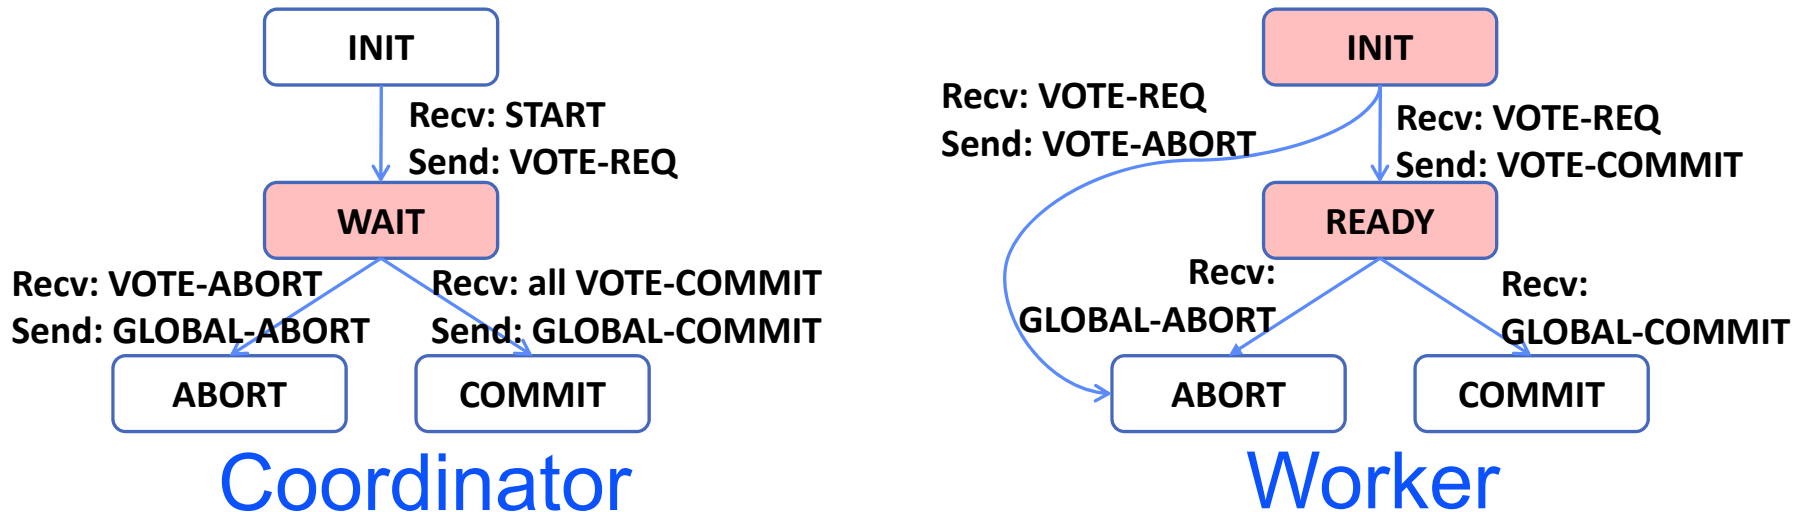 INIT
Recv: START
Send: VOTE-REQ
WAIT
Recv: VOTE-ABORT
Send: GLOBAL-ABORT
Recv: all VOTE-COMMIT
Send: GLOBAL-COMMIT
ABORT
COMMIT
Coordinator
INIT
Recv: VOTE-REQ
Send: VOTE-ABORT
Recv: VOTE-REQ
Send: VOTE-COMMIT
READY
Recv:
GLOBAL-ABORT
Recv:
GLOBAL-COMMIT
ABORT
COMMIT
Worker